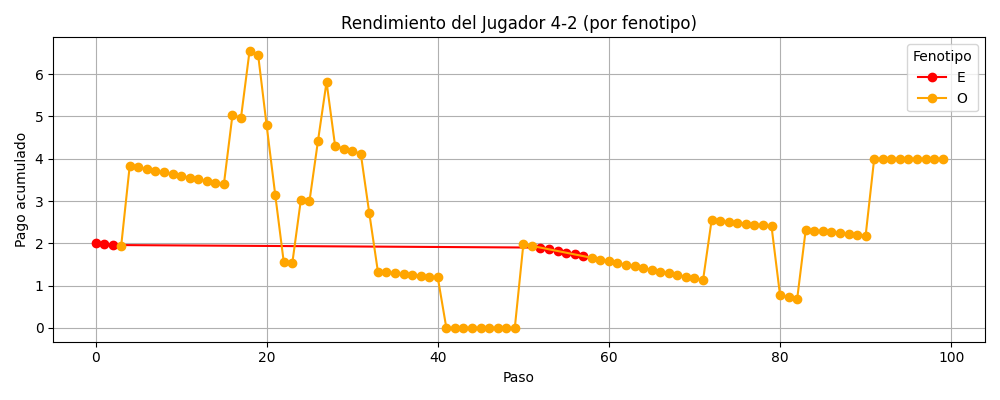 Rendimiento del Jugador 4-2 (por fenotipo)
Pago acumulado
6
5
4
3
2
1
0
0
20
40
60
80
100
Paso
Fenotipo
E
O